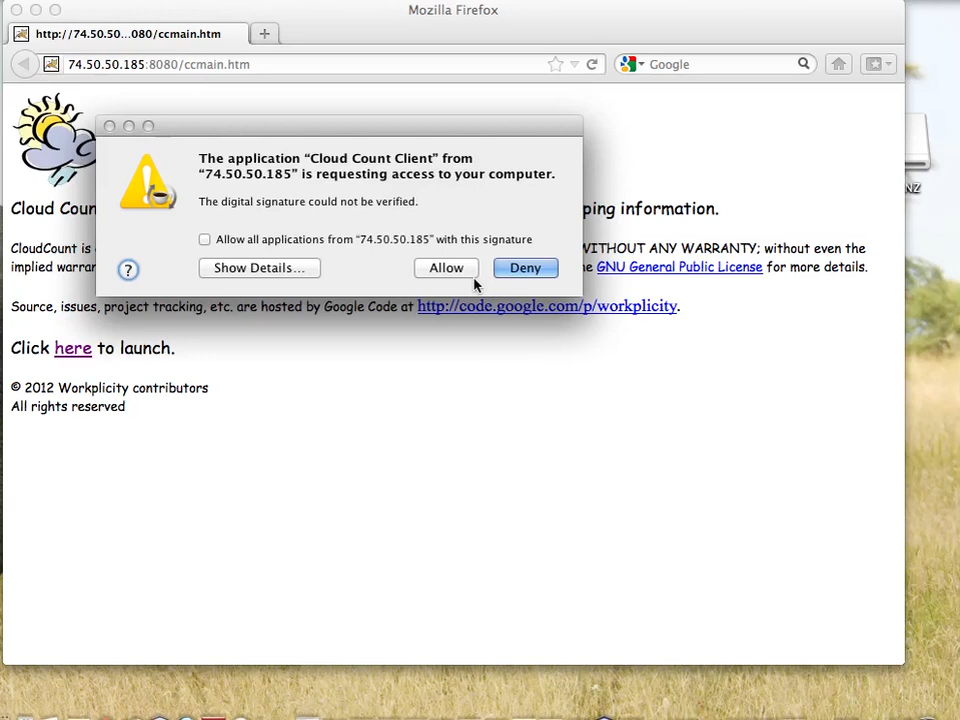 Mozilla Firefox
http://74.50.50...080/ccmain.htm
74.50.50.185:8080/ccmain.htm
Google
The application “Cloud Count Client” from
“74.50.50.185” is requesting access to your computer.
The digital signature could not be verified.
Allow all applications from “74.50.50.185” with this signature
? Show Details... Allow Deny
NZ
Cloud Coun ping information.
CloudCount is WITHOUT ANY WARRANTY; without even the
implied warran GNU General Public License for more details.
Source, issues, project tracking, etc. are hosted by Google Code at http://code.google.com/p/workplicity.
Click here to launch.
© 2012 Workplicity contributors
All rights reserved